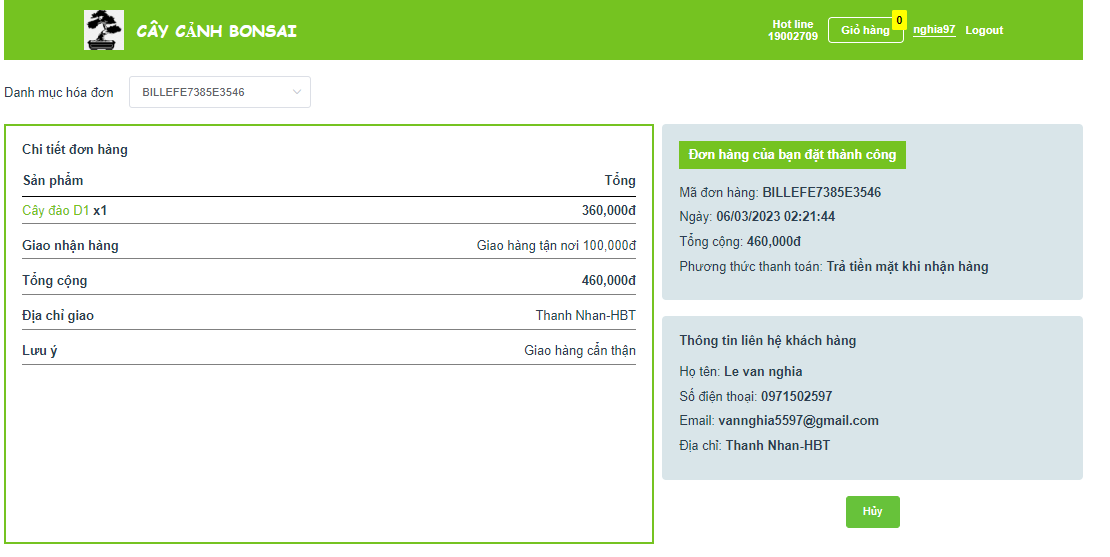 CÂY CẢNH BONSAI
Hot line
19002709
Giỏ hàng
0
nghia97
Logout
Danh mục hóa đơn
BILLEFE7385E3546
Chi tiết đơn hàng
Sản phẩm Tổng
Cây đào D1 x1 360,000đ
Giao nhận hàng Giao hàng tận nơi 100,000đ
Tổng cộng 460,000đ
Địa chỉ giao Thanh Nhan-HBT
Lưu ý Giao hàng cẩn thận
Đơn hàng của bạn đặt thành công
Mã đơn hàng: BILLEFE7385E3546
Ngày: 06/03/2023 02:21:44
Tổng cộng: 460,000đ
Phương thức thanh toán: Trả tiền mặt khi nhận hàng
Thông tin liên hệ khách hàng
Họ tên: Le van nghia
Số điện thoại: 0971502597
Email: vannghia5597@gmail.com
Địa chỉ: Thanh Nhan-HBT
Hủy